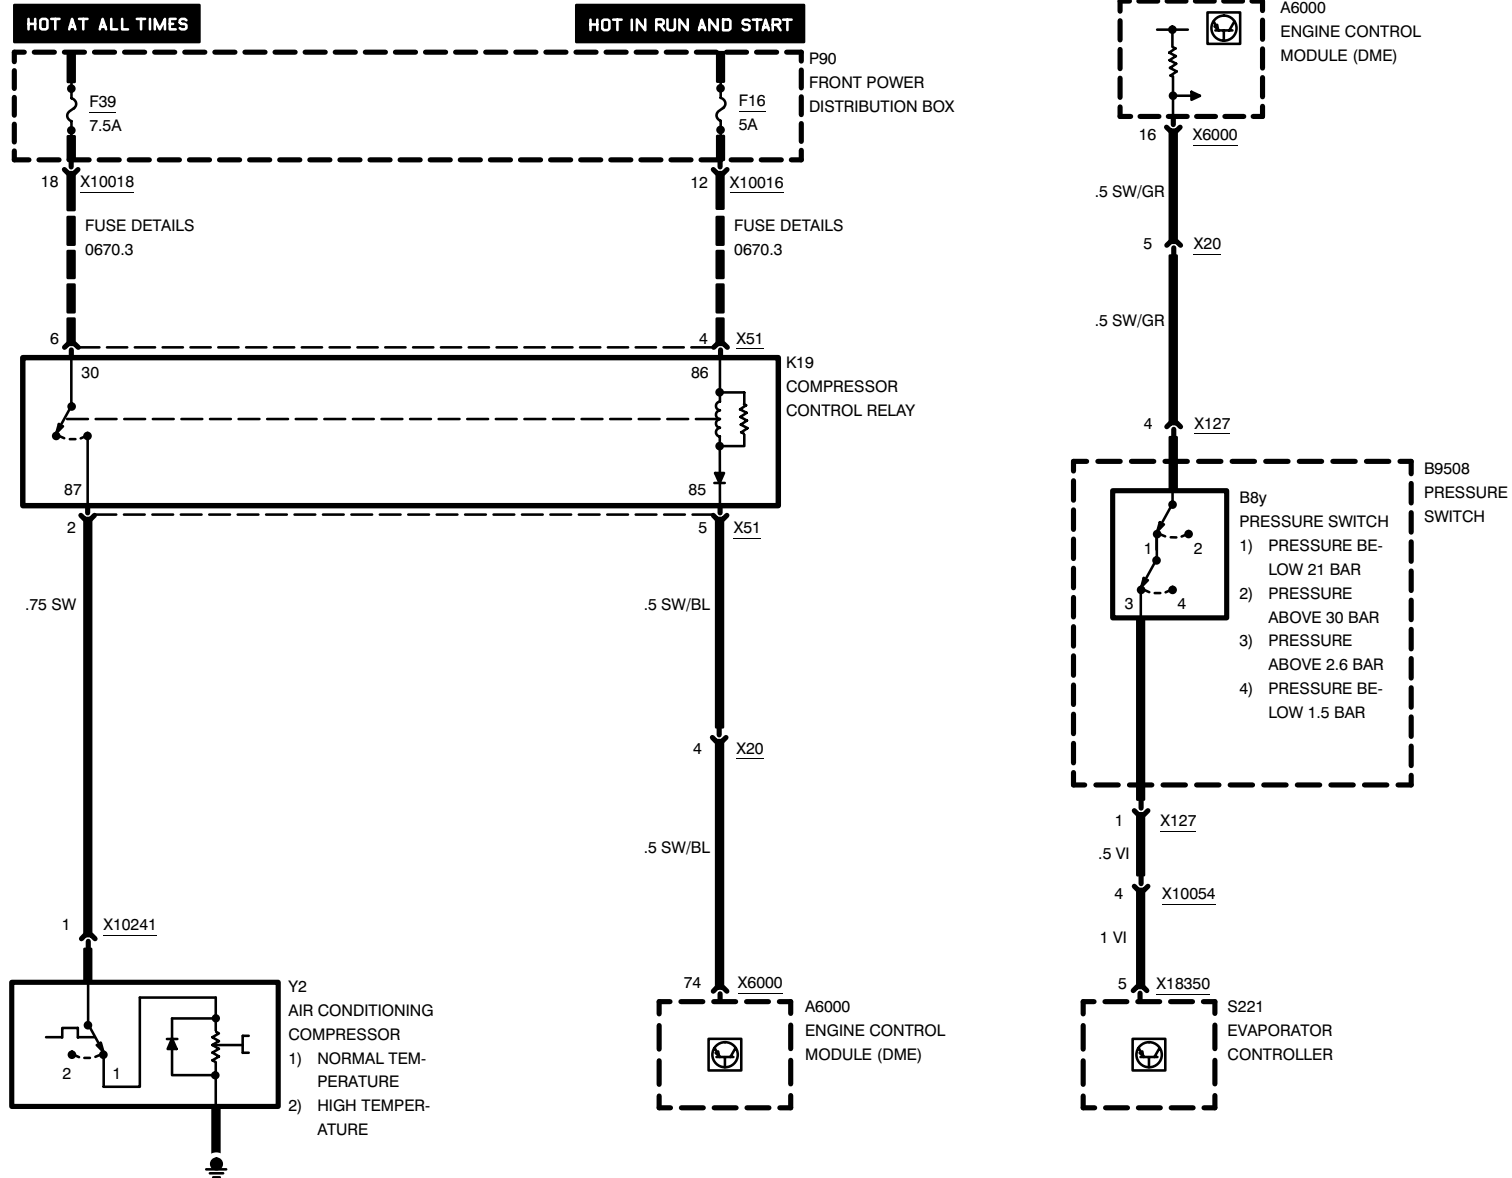 HOT AT ALL TIMES
HOT IN RUN AND START
F39
7.5A
F16
5A
P90
FRONT POWER
DISTRIBUTION BOX
18 X10018
12 X10016
FUSE DETAILS
0670.3
FUSE DETAILS
0670.3
6
4 X51
30
86
K19
COMPRESSOR
CONTROL RELAY
87
85
2
5 X51
.75 SW
.5 SW/BL
4 X20
.5 SW/BL
1 X10241
74 X6000
Y2
AIR CONDITIONING
COMPRESSOR
1) NORMAL TEM-
PERATURE
2) HIGH TEMPER-
ATURE
2 1
A6000
ENGINE CONTROL
MODULE (DME)
A6000
ENGINE CONTROL
MODULE (DME)
16 X6000
.5 SW/GR
5 X20
.5 SW/GR
4 X127
B9508
PRESSURE
SWITCH
B8y
PRESSURE SWITCH
1) PRESSURE BE-
LOW 21 BAR
2) PRESSURE
ABOVE 30 BAR
3) PRESSURE
ABOVE 2.6 BAR
4) PRESSURE BE-
LOW 1.5 BAR
1 2
3 4
1 X127
.5 VI
4 X10054
1 VI
5 X18350
S221
EVAPORATOR
CONTROLLER